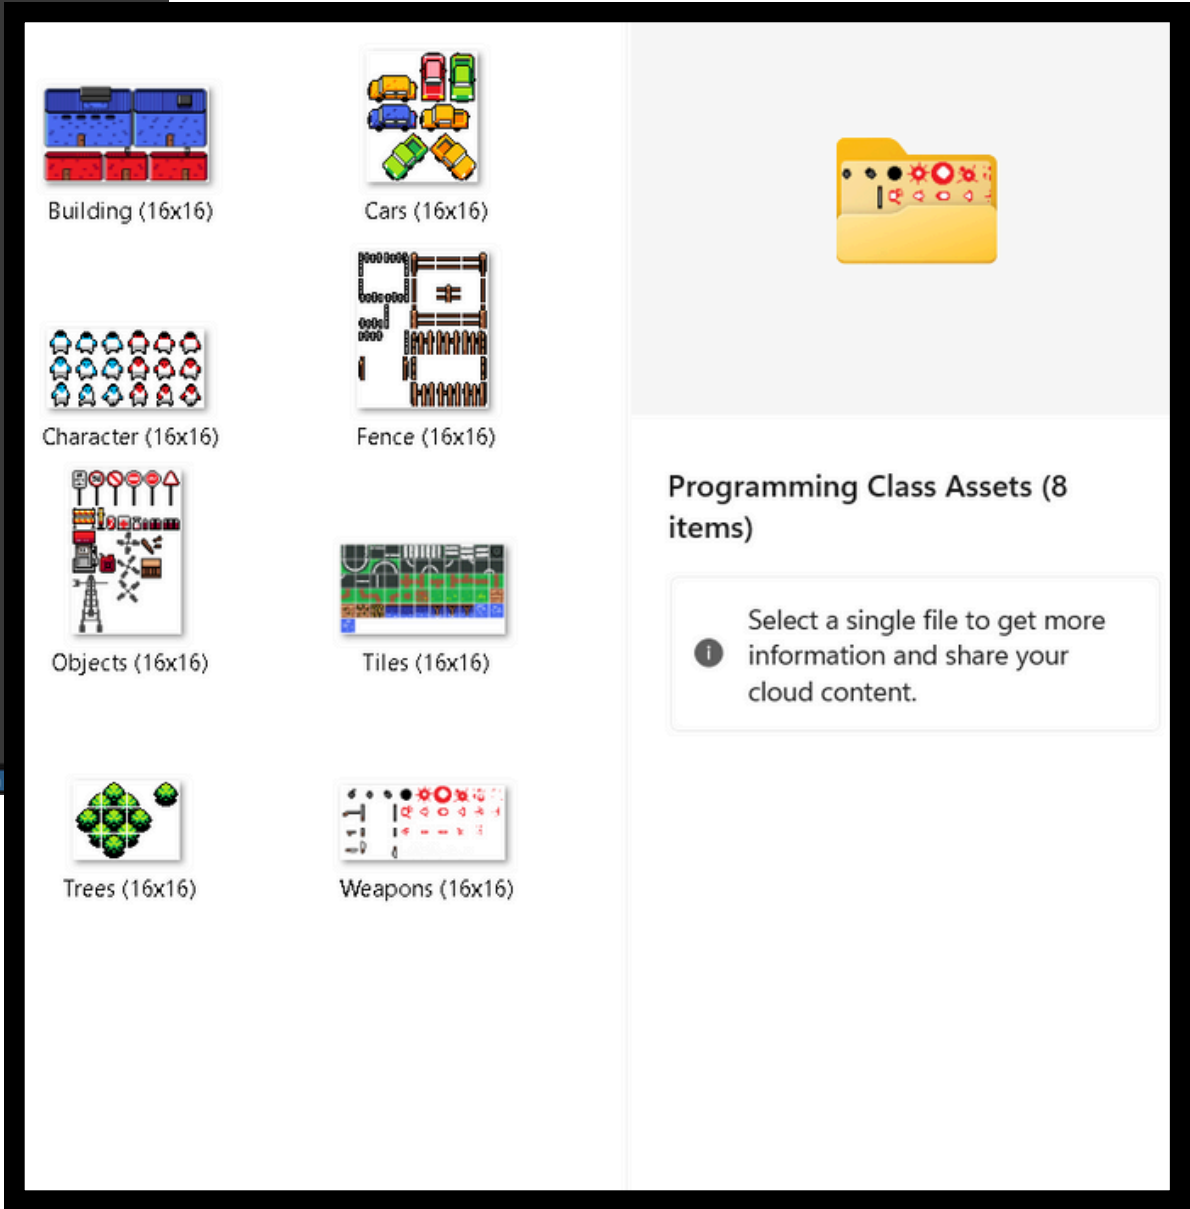 Building (16x16)
Cars (16x16)
Character (16x16)
Fence (16x16)
Objects (16x16)
Tiles (16x16)
Trees (16x16)
Weapons (16x16)
Programming Class Assets (8
items)
Select a single file to get more
information and share your
cloud content.